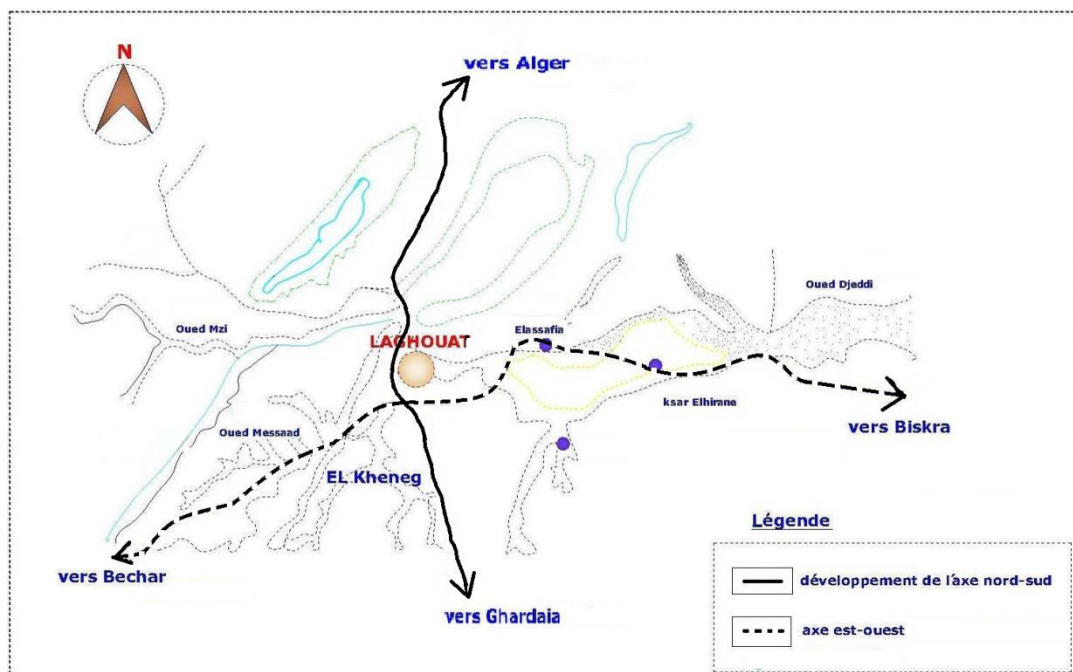 N
vers Alger
Oued Djeddi
Oued Mzi
Elassafia
LAGHOUAT
ksar Elhirane
vers Biskra
Oued Messaad
EL Kheneg
vers Bechar
vers Ghardaia
Légende
développement de l'axe nord-sud
axe est-ouest